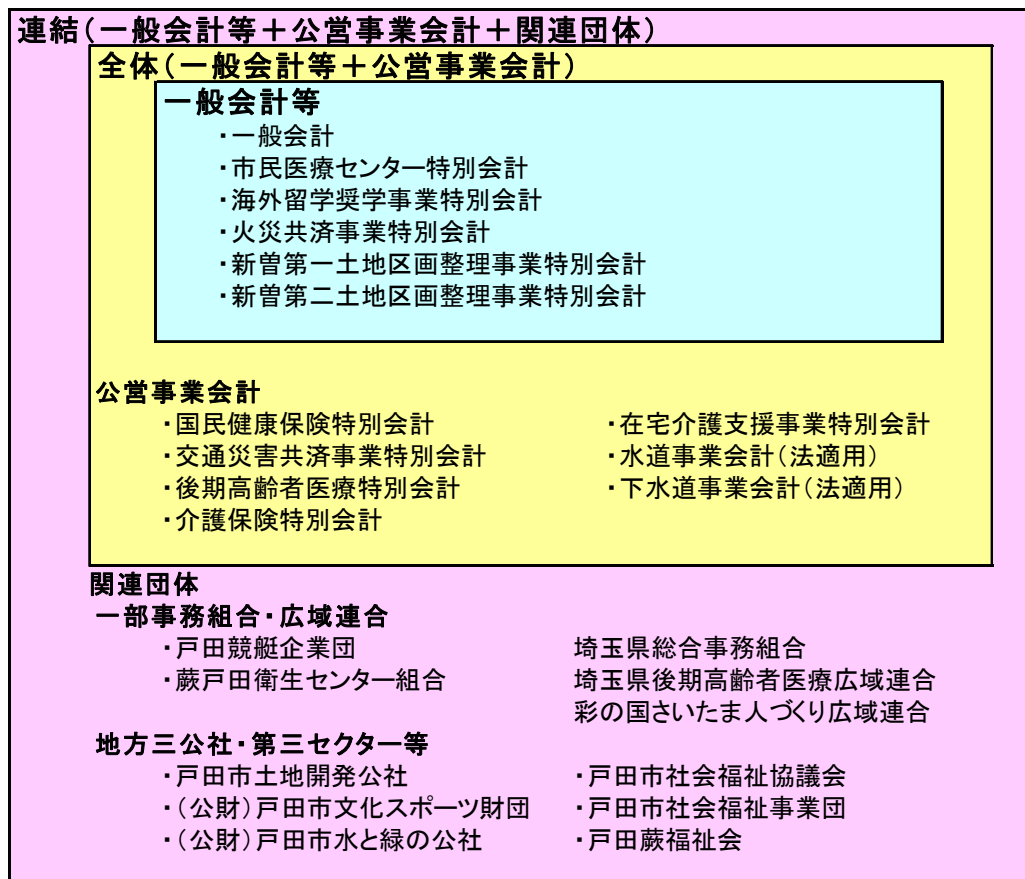 連結(一般会計等＋公営事業会計＋関連団体)
全体(一般会計等＋公営事業会計)
一般会計等
・一般会計
・市民医療センター特別会計
・海外留学奨学事業特別会計
・火災共済事業特別会計
・新曽第一土地区画整理事業特別会計
・新曽第二土地区画整理事業特別会計
公営事業会計
・国民健康保険特別会計 ・在宅介護支援事業特別会計
・交通災害共済事業特別会計 ・水道事業会計(法適用)
・後期高齢者医療特別会計 ・下水道事業会計(法適用)
・介護保険特別会計
関連団体
一部事務組合・広域連合
・戸田競艇企業団 埼玉県総合事務組合
・蕨戸田衛生センター組合 埼玉県後期高齢者医療広域連合
彩の国さいたま人づくり広域連合
地方三公社・第三セクター等
・戸田市土地開発公社 ・戸田市社会福祉協議会
・(公財)戸田市文化スポーツ財団 ・戸田市社会福祉事業団
・(公財)戸田市水と緑の公社 ・戸田蕨福祉会